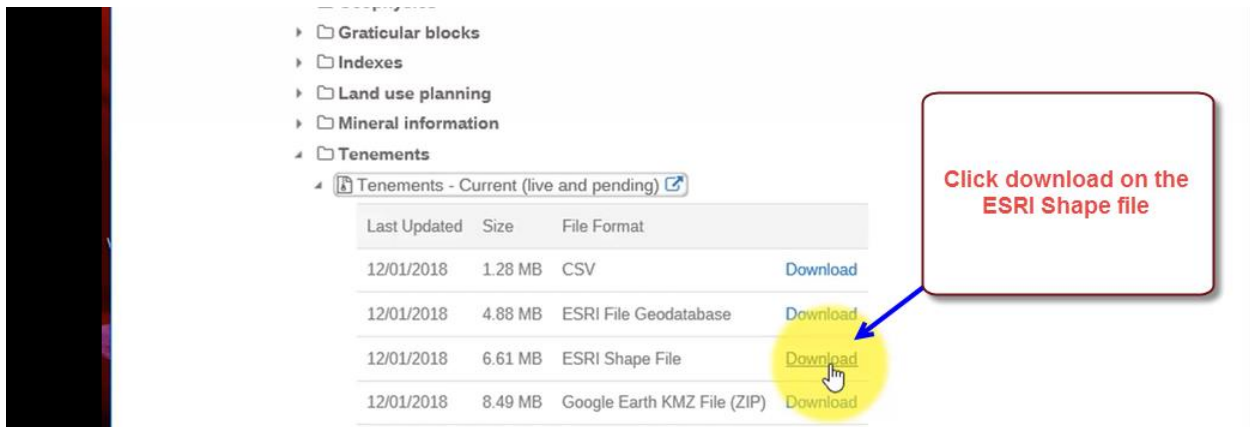 Graticular blocks
Indexes
Land use planning
Mineral information
Tenements
Tenements - Current (live and pending)
Last Updated Size File Format
12/01/2018 1.28 MB CSV Download
12/01/2018 4.88 MB ESRI File Geodatabase Download
12/01/2018 6.61 MB ESRI Shape File Download
12/01/2018 8.49 MB Google Earth KMZ File (ZIP) Download
Click download on the
ESRI Shape file